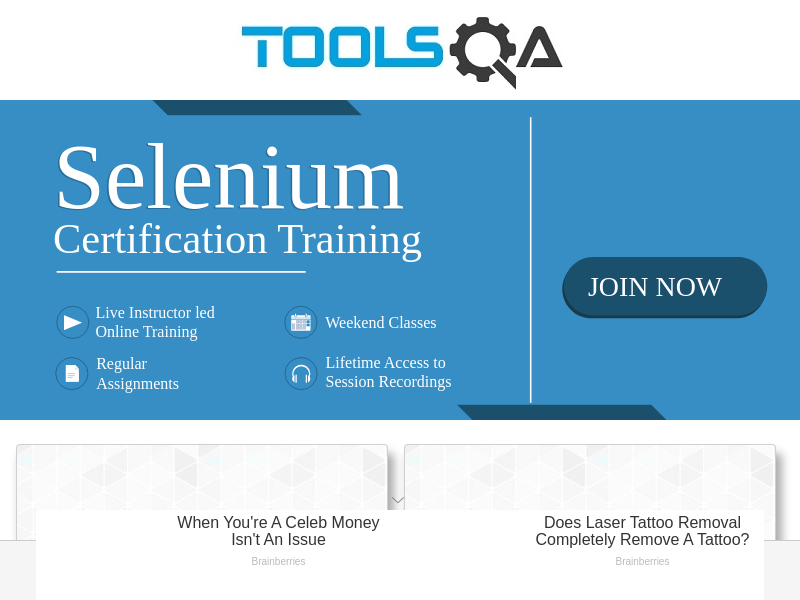 TOOLSQA
Selenium
Certification Training
JOIN NOW
Live Instructor led
Online Training
Weekend Classes
Regular
Assignments
Lifetime Access to
Session Recordings
When You're A Celeb Money
Isn't An Issue
Brainberries
Does Laser Tattoo Removal
Completely Remove A Tattoo?
Brainberries